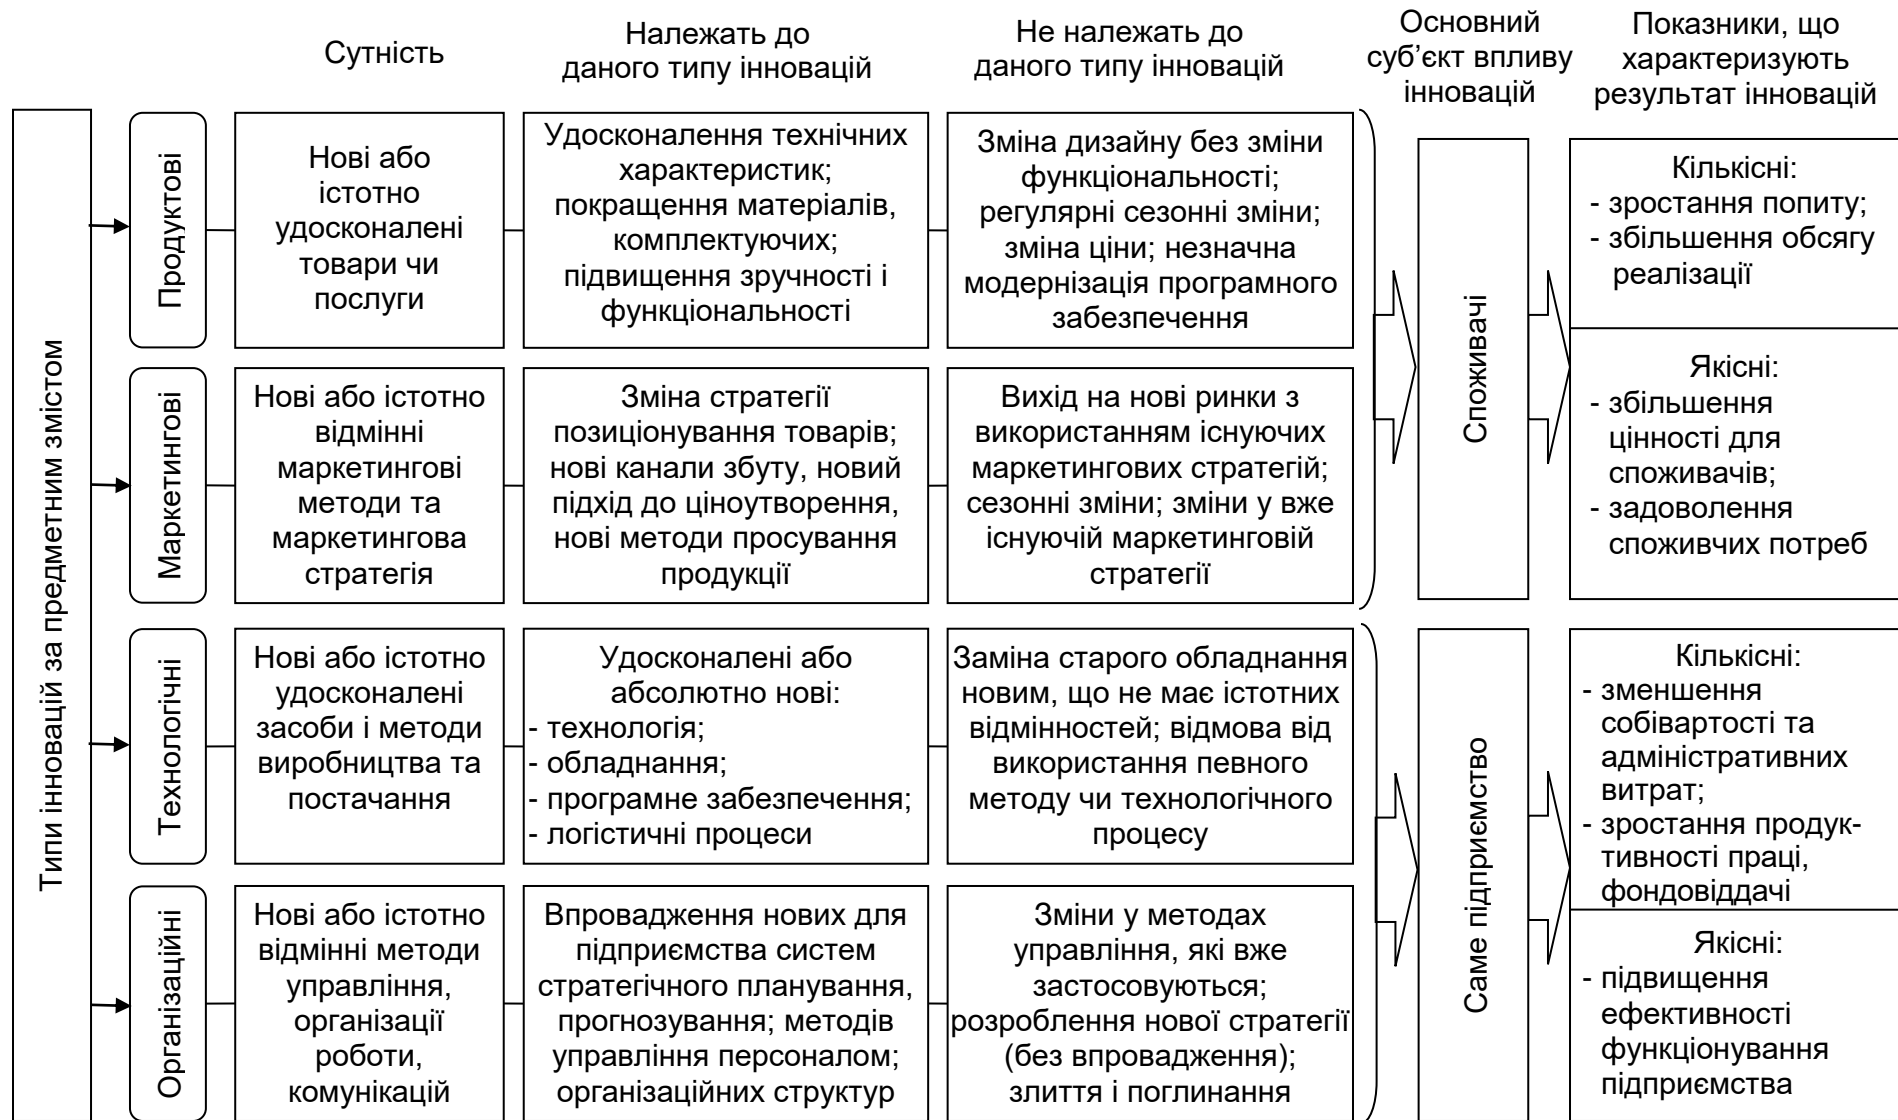 Сутність
Належать до
даного типу інновацій
Не належать до
даного типу інновацій
Основний
суб’єкт впливу
інновацій
Показники, що
характеризують
результат інновацій
Типи інновацій за предметним змістом
Продуктові
Нові або
істотно
удосконалені
товари чи
послуги
Удосконалення технічних
характеристик;
покращення матеріалів,
комплектуючих;
підвищення зручності і
функціональності
Зміна дизайну без зміни
функціональності;
регулярні сезонні зміни;
зміна ціни; незначна
модернізація програмного
забезпечення
Маркетингові
Нові або істотно
відмінні
маркетингові
методи та
маркетингова
стратегія
Зміна стратегії
позиціонування товарів;
нові канали збуту, новий
підхід до ціноутворення,
нові методи просування
продукції
Вихід на нові ринки з
використанням існуючих
маркетингових стратегій;
сезонні зміни; зміни у вже
існуючій маркетинговій
стратегії
Споживачі
Кількісні:
- зростання попиту;
- збільшення обсягу
реалізації
Якісні:
- збільшення
цінності для
споживачів;
- задоволення
споживчих потреб
Технологічні
Нові або істотно
удосконалені
засоби і методи
виробництва та
постачання
Удосконалені або
абсолютно нові:
- технологія;
- обладнання;
- програмне забезпечення;
- логістичні процеси
Заміна старого обладнання
новим, що не має істотних
відмінностей; відмова від
використання певного
методу чи технологічного
процесу
Організаційні
Нові або істотно
відмінні методи
управління,
організації
роботи,
комунікацій
Впровадження нових для
підприємства систем
стратегічного планування,
прогнозування; методів
управління персоналом;
організаційних структур
Зміни у методах
управління, які вже
застосовуються;
розроблення нової стратегії
(без впровадження);
злиття і поглинання
Саме підприємство
Кількісні:
- зменшення
собівартості та
адміністративних
витрат;
- зростання продук-
тивності праці,
фондовіддачі
Якісні:
- підвищення
ефективності
функціонування
підприємства